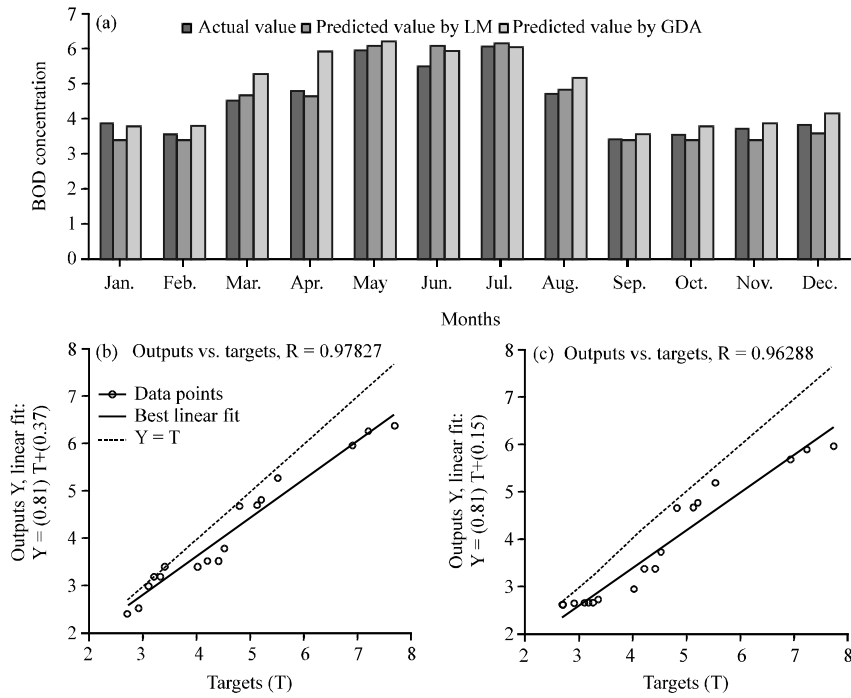 (a)
Actual value Predicted value by LM Predicted value by GDA
BOD concentration
7
6
5
4
3
2
1
0
Jan. Feb. Mar. Apr. May Jun. Jul. Aug. Sep. Oct. Nov. Dec.
Months
(b) Outputs vs. targets, R = 0.97827
Data points
Best linear fit
Y = T
Outputs Y, linear fit:
Y = (0.81) T+(0.37)
8
7
6
5
4
3
2
2 3 4 5 6 7 8
Targets (T)
(c) Outputs vs. targets, R = 0.96288
Outputs Y, linear fit:
Y = (0.81) T+(0.15)
8
7
6
5
4
3
2
2 3 4 5 6 7 8
Targets (T)